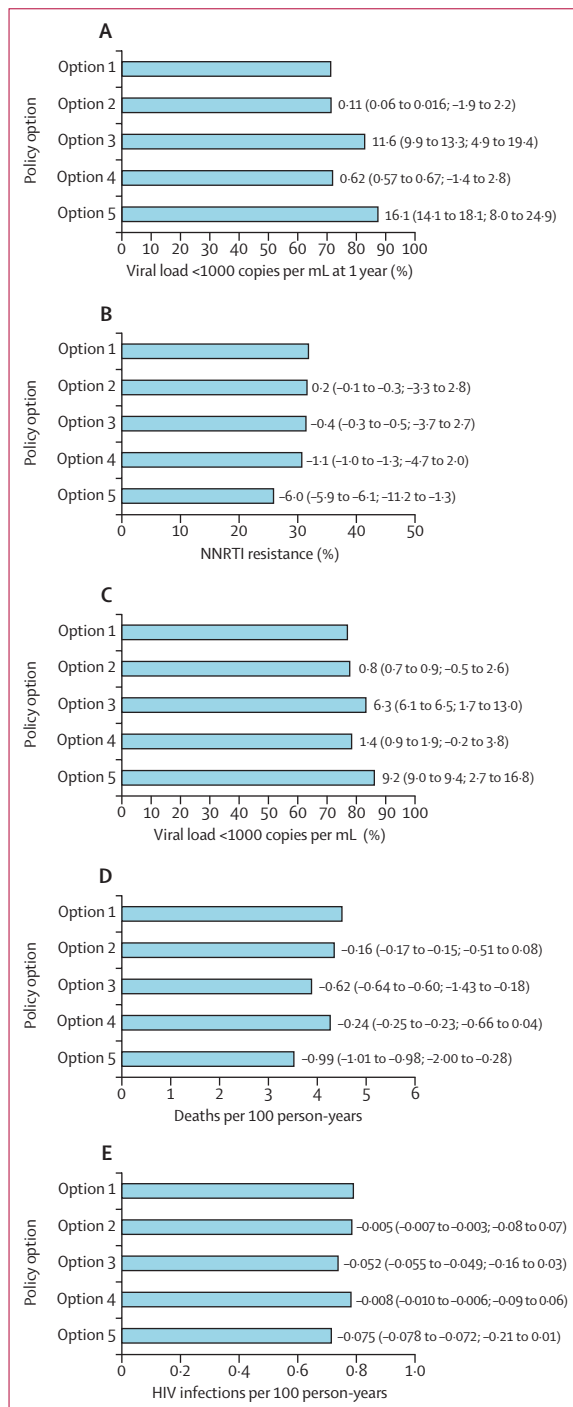 A
Policy option
Option 1
Option 2
0·11 (0·06 to 0·016; –1·9 to 2·2)
Option 3
11·6 (9·9 to 13·3; 4·9 to 19·4)
Option 4
0·62 (0·57 to 0·67; –1·4 to 2·8)
Option 5
16·1 (14·1 to 18·1; 8·0 to 24·9)
0 10 20 30 40 50 60 70 80 90 100
Viral load <1000 copies per mL at 1 year (%)
B
Policy option
Option 1
Option 2
0·2 (–0·1 to –0·3; –3·3 to 2·8)
Option 3
–0·4 (–0·3 to –0·5; –3·7 to 2·7)
Option 4
–1·1 (–1·0 to –1·3; –4·7 to 2·0)
Option 5
–6·0 (–5·9 to –6·1; –11·2 to –1·3)
0 10 20 30 40 50
NNRTI resistance (%)
C
Policy option
Option 1
Option 2
0·8 (0·7 to 0·9; –0·5 to 2·6)
Option 3
6·3 (6·1 to 6·5; 1·7 to 13·0)
Option 4
1·4 (0·9 to 1·9; –0·2 to 3·8)
Option 5
9·2 (9·0 to 9·4; 2·7 to 16·8)
0 10 20 30 40 50 60 70 80 90 100
Viral load <1000 copies per mL (%)
D
Policy option
Option 1
Option 2
–0·16 (–0·17 to –0·15; –0·51 to 0·08)
Option 3
–0·62 (–0·64 to –0·60; –1·43 to –0·18)
Option 4
–0·24 (–0·25 to –0·23; –0·66 to 0·04)
Option 5
–0·99 (–1·01 to –0·98; –2·00 to –0·28)
0 1 2 3 4 5 6
Deaths per 100 person-years
E
Policy option
Option 1
Option 2
–0·005 (–0·007 to –0·003; –0·08 to 0·07)
Option 3
–0·052 (–0·055 to –0·049; –0·16 to 0·03)
Option 4
–0·008 (–0·010 to –0·006; –0·09 to 0·06)
Option 5
–0·075 (–0·078 to –0·072; –0·21 to 0·01)
0 0·2 0·4 0·6 0·8 1·0
HIV infections per 100 person-years